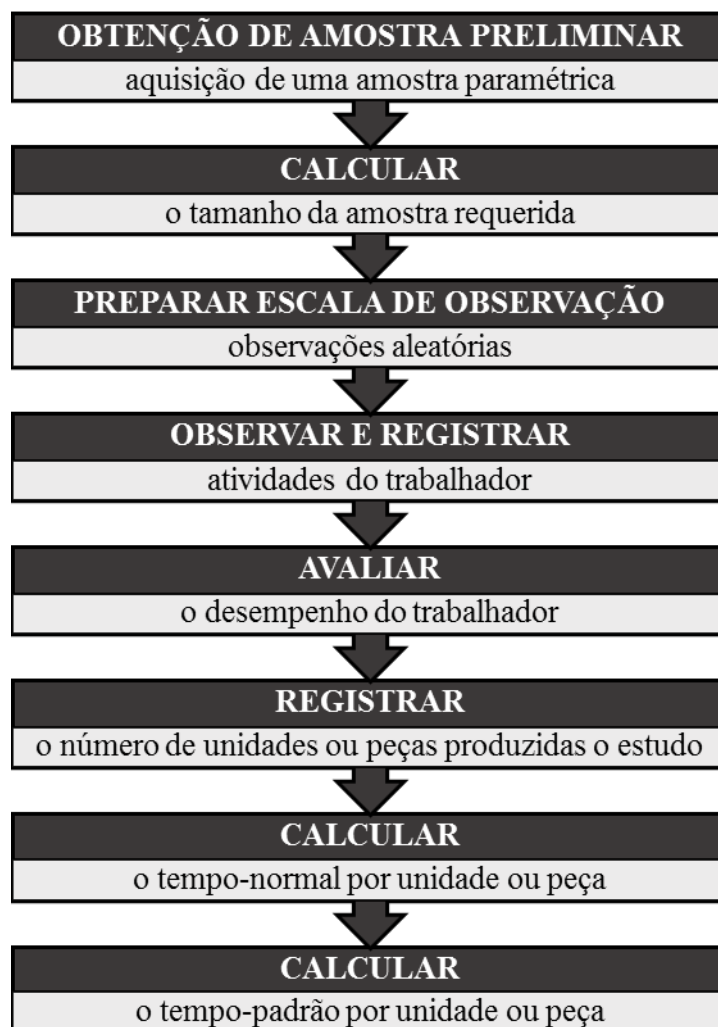 OBTENÇÃO DE AMOSTRA PRELIMINAR
aquisição de uma amostra paramétrica
CALCULAR
o tamanho da amostra requerida
PREPARAR ESCALA DE OBSERVAÇÃO
observações aleatórias
OBSERVAR E REGISTRAR
atividades do trabalhador
AVALIAR
o desempenho do trabalhador
REGISTRAR
o número de unidades ou peças produzidas o estudo
CALCULAR
o tempo-normal por unidade ou peça
CALCULAR
o tempo-padrão por unidade ou peça